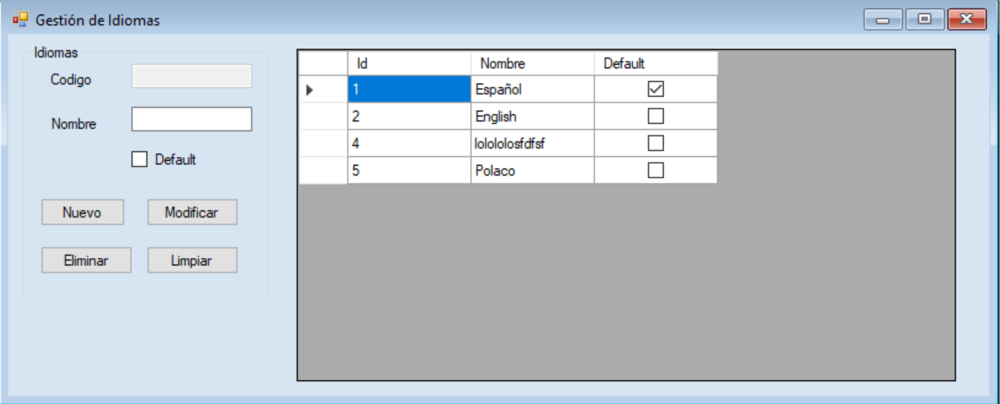 Gestión de Idiomas
Idiomas
Codigo
Nombre
Default
Nuevo Modificar
Eliminar Limpiar
Id Nombre Default
1 Español
2 English
4 lolololosfdfsf
5 Polaco